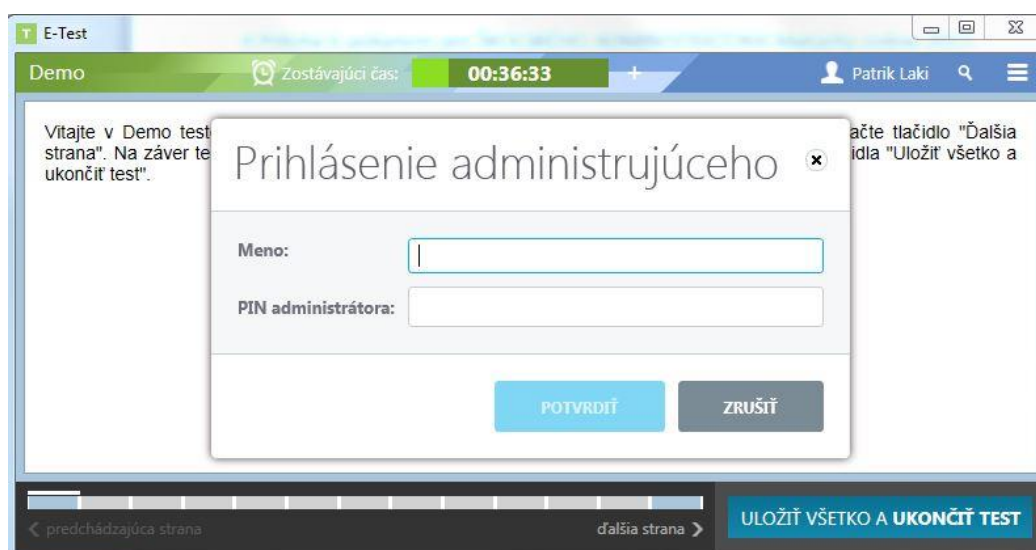 E-Test
Demo
Zostávajúci čas:
00:36:33
+
Patrik Laki
Vitajte v Demo test
ačte tlačidlo "Ďalšia
strana". Na záver te
idla "Uložiť všetko a
ukončiť test".
Prihlásenie administrujúceho
Meno:
PIN administrátora:
POTVRDIŤ
ZRUŠIŤ
predchádzajúca strana
ďalšia strana
ULOŽIŤ VŠETKO A UKONČIŤ TEST